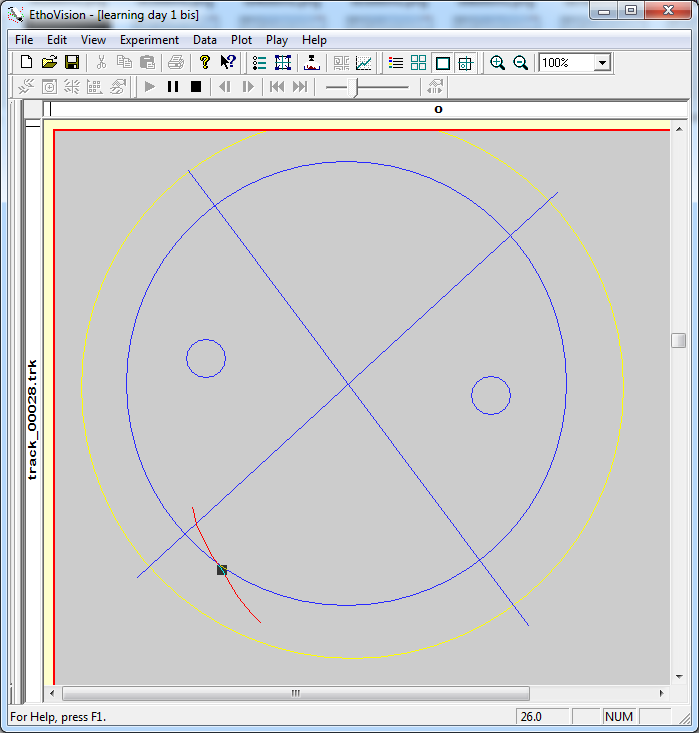 EthoVision - [learning day 1 bis]
File Edit View Experiment Data Plot Play Help
100%
0
track_00028.trk
For Help, press F1.
26.0
NUM